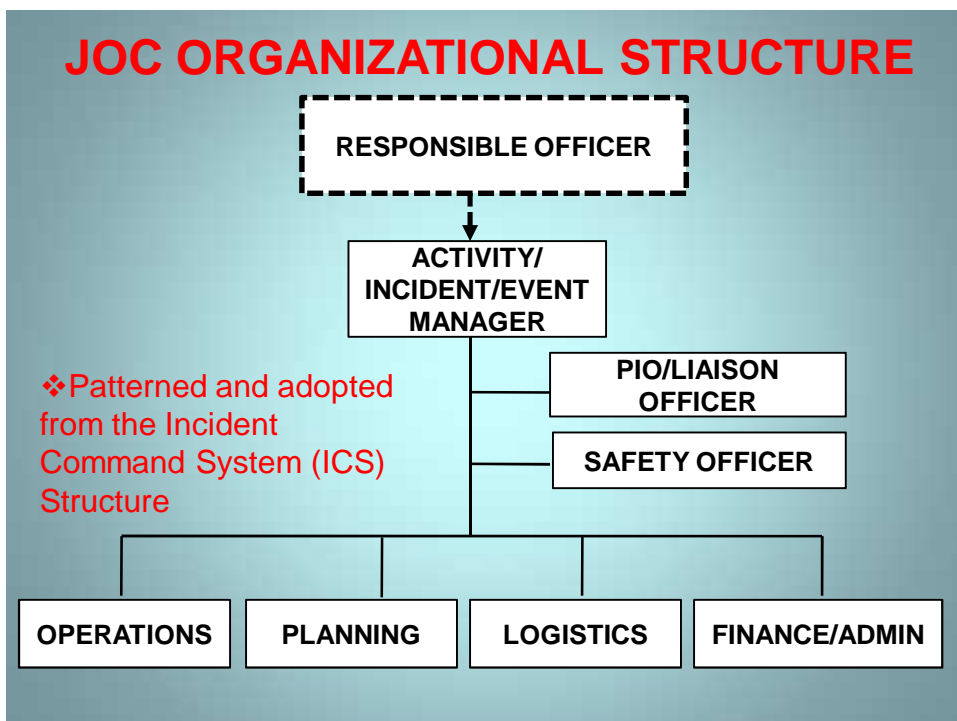 JOC ORGANIZATIONAL STRUCTURE
RESPONSIBLE OFFICER
ACTIVITY/
INCIDENT/EVENT
MANAGER
PIO/LIAISON
OFFICER
❖Patterned and adopted
from the Incident
Command System (ICS)
Structure
SAFETY OFFICER
OPERATIONS
PLANNING
LOGISTICS
FINANCE/ADMIN